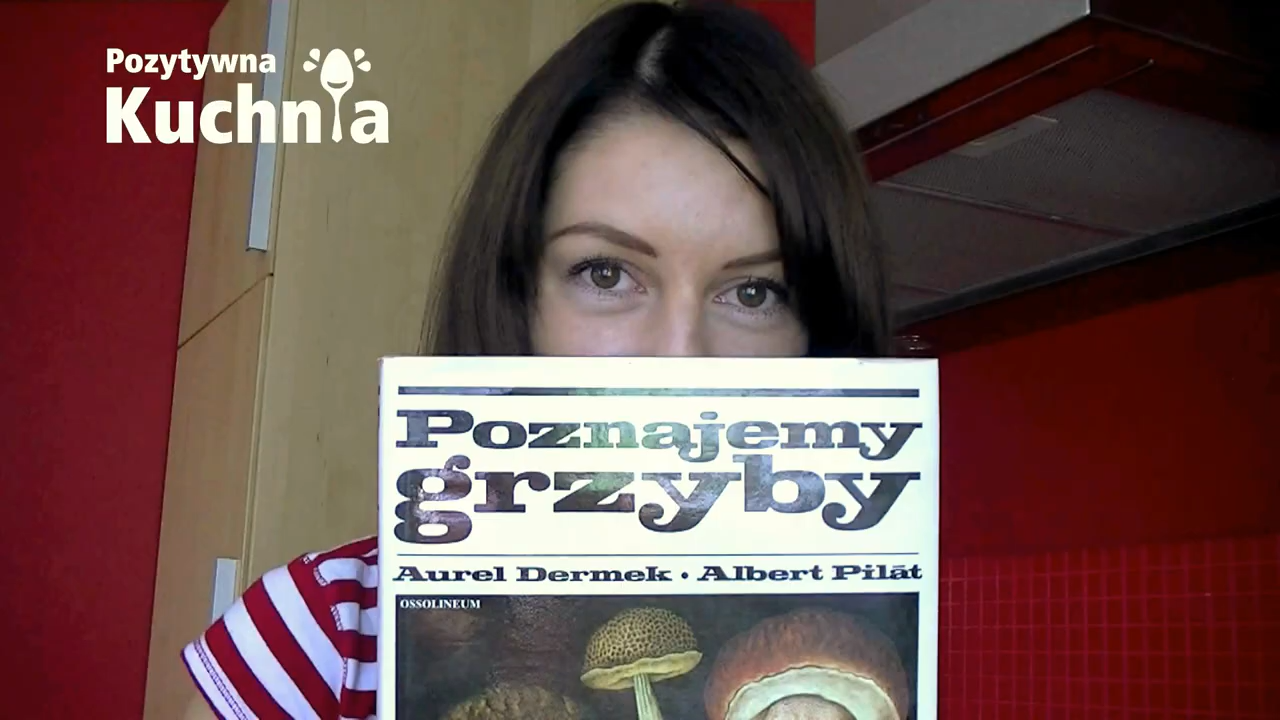 Pozytywna
Kuchnia
Poznajemy
grzyby
Aurel Dermek • Albert Pilát
OSSOLINEUM